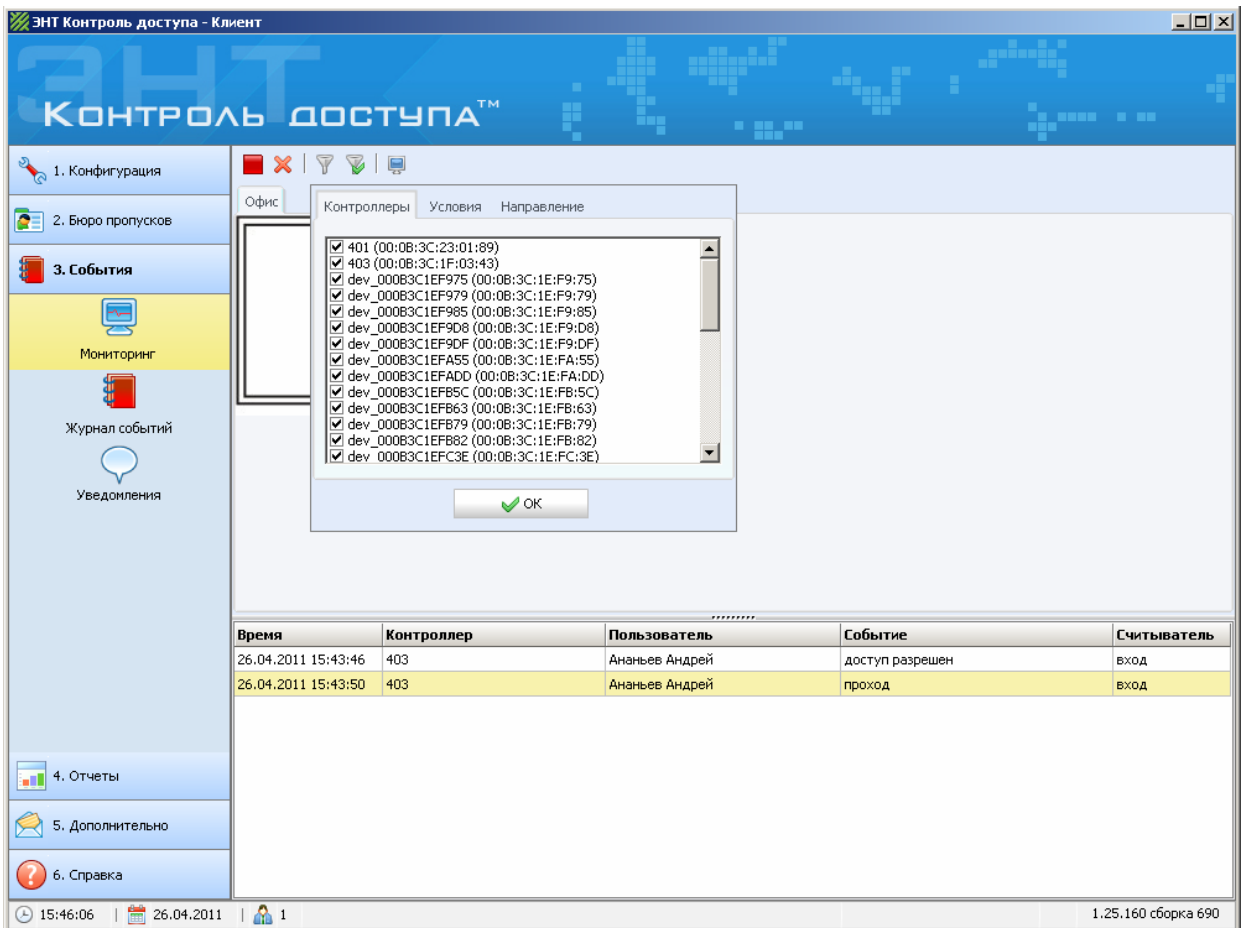 ЭНТ Контроль доступа - Клиент
ЭНТ
Контроль доступа™
1. Конфигурация
2. Бюро пропусков
3. События
Мониторинг
Журнал событий
Уведомления
4. Отчеты
5. Дополнительно
6. Справка
Офис
Контроллеры Условия Направление
401 (00:0B:3C:23:01:89)
403 (00:0B:3C:1F:03:43)
dev_000B3C1EF975 (00:0B:3C:1E:F9:75)
dev_000B3C1EF979 (00:0B:3C:1E:F9:79)
dev_000B3C1EF985 (00:0B:3C:1E:F9:85)
dev_000B3C1EF9D8 (00:0B:3C:1E:F9:D8)
dev_000B3C1EF9DF (00:0B:3C:1E:F9:DF)
dev_000B3C1EFA55 (00:0B:3C:1E:FA:55)
dev_000B3C1EFADD (00:0B:3C:1E:FA:DD)
dev_000B3C1EFB5C (00:0B:3C:1E:FB:5C)
dev_000B3C1EFB63 (00:0B:3C:1E:FB:63)
dev_000B3C1EFB79 (00:0B:3C:1E:FB:79)
dev_000B3C1EFB82 (00:0B:3C:1E:FB:82)
dev_000B3C1EFC3E (00:0B:3C:1E:FC:3E)
OK
Время Контроллер Пользователь Событие Считыватель
26.04.2011 15:43:46 403 Ананьев Андрей доступ разрешен вход
26.04.2011 15:43:50 403 Ананьев Андрей проход вход
15:46:06 26.04.2011 1 1.25.160 сборка 690